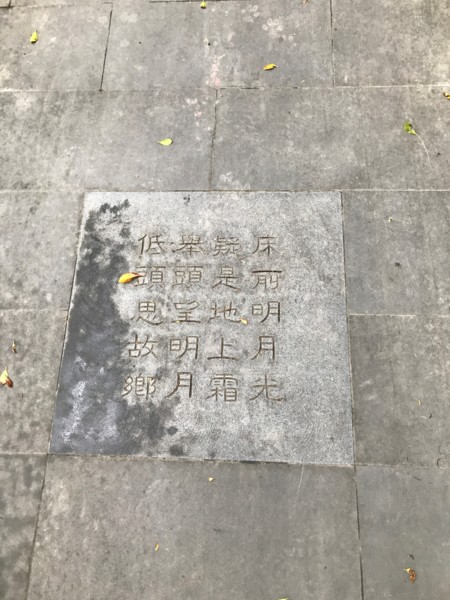 床前明月光
疑是地上霜
举頭望明月
低頭思故鄉